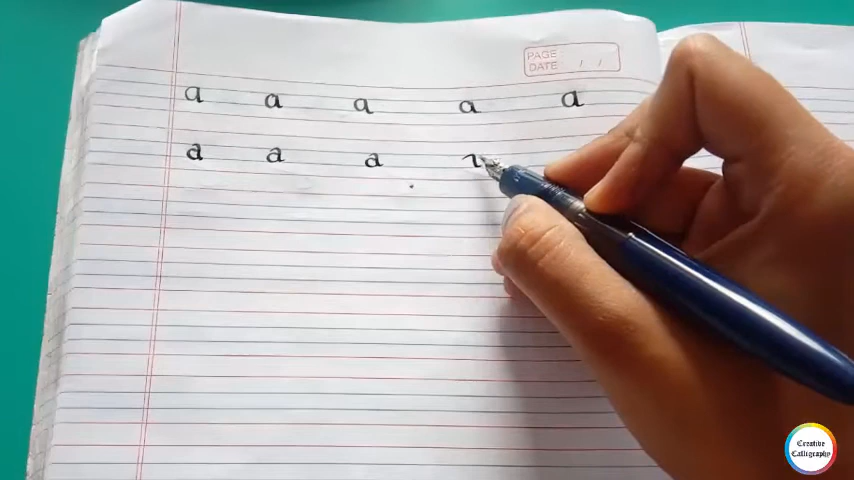 PAGE
DATE / /
a a a a a
a a a
Creative
Calligraphy